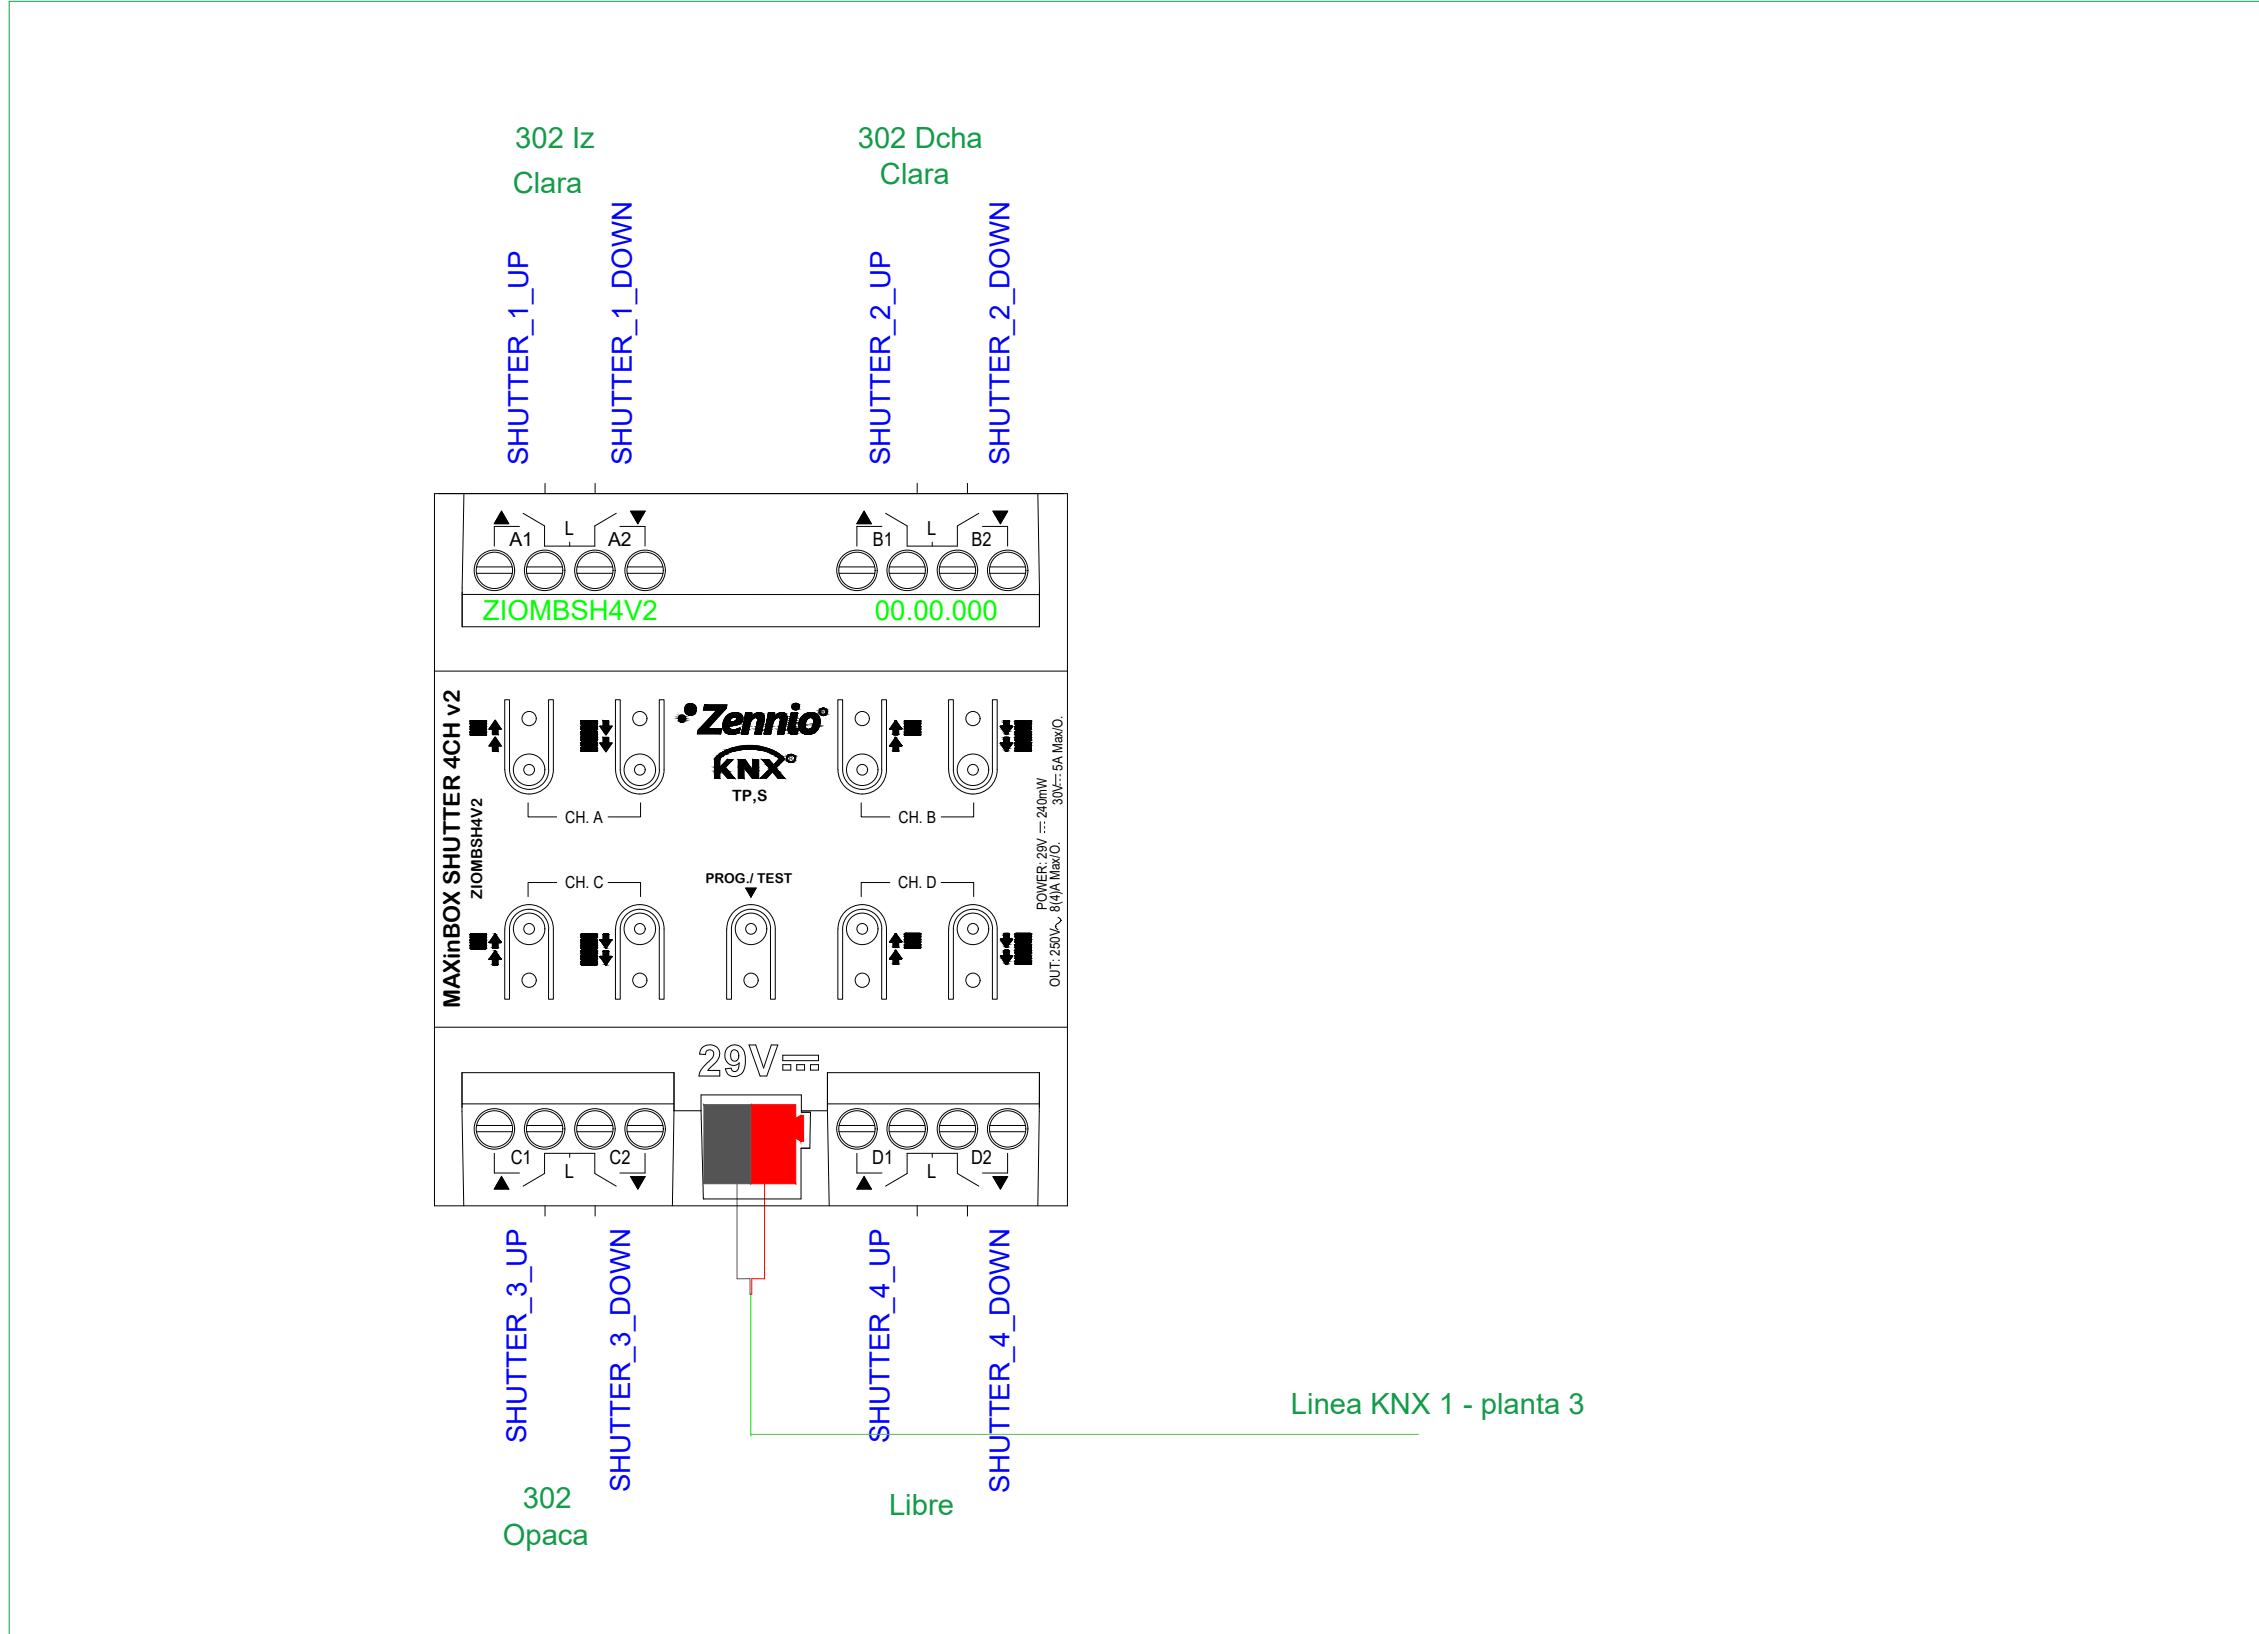 302 Iz
Clara
302 Dcha
Clara
SHUTTER_1_UP
SHUTTER_1_DOWN
SHUTTER_2_UP
SHUTTER_2_DOWN
A1
L
A2
B1
L
B2
ZIOMBSH4V2
00.00.000
MAXinBOX SHUTTER 4CH v2
ZIOMBSH4V2
Zennio
KNX
TP,S
CH. A
CH. B
CH. C
PROG./ TEST
CH. D
POWER: 29V 240mW
OUT: 250V 8(4)A Max/O. 30V 5A Max/O.
29V
C1
L
C2
D1
L
D2
SHUTTER_3_UP
SHUTTER_3_DOWN
SHUTTER_4_UP
SHUTTER_4_DOWN
Linea KNX 1 - planta 3
302
Opaca
Libre